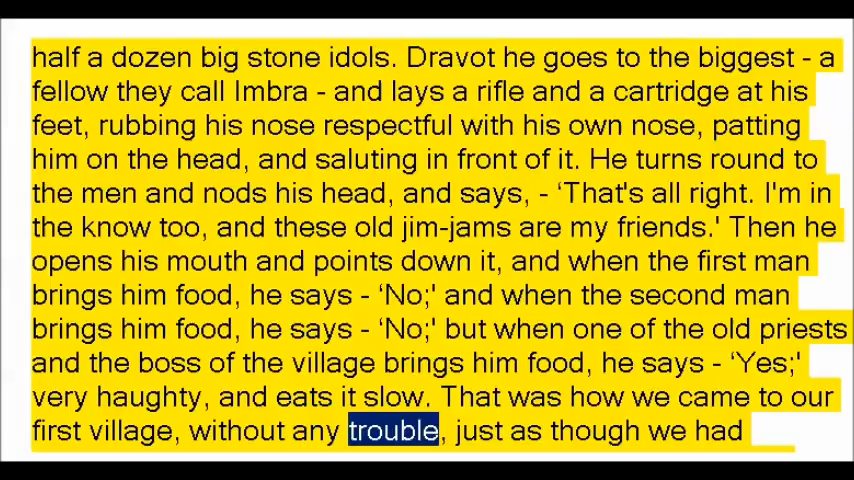 half a dozen big stone idols. Dravot he goes to the biggest - a
fellow they call Imbra - and lays a rifle and a cartridge at his
feet, rubbing his nose respectful with his own nose, patting
him on the head, and saluting in front of it. He turns round to
the men and nods his head, and says, - ‘That's all right. I'm in
the know too, and these old jim-jams are my friends.' Then he
opens his mouth and points down it, and when the first man
brings him food, he says - ‘No;' and when the second man
brings him food, he says - ‘No;' but when one of the old priests
and the boss of the village brings him food, he says - ‘Yes;'
very haughty, and eats it slow. That was how we came to our
first village, without any trouble, just as though we had